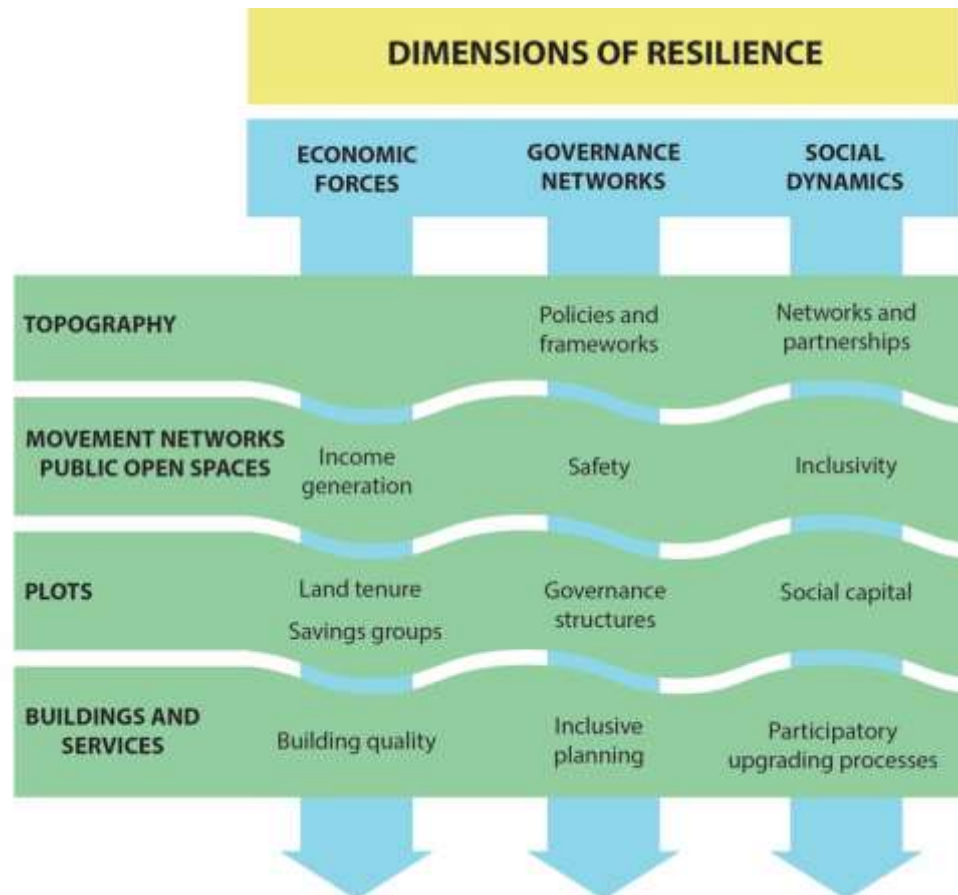 DIMENSIONS OF RESILIENCE
ECONOMIC
FORCES
GOVERNANCE
NETWORKS
SOCIAL
DYNAMICS
TOPOGRAPHY
Policies and
frameworks
Networks and
partnerships
MOVEMENT NETWORKS
PUBLIC OPEN SPACES
Income
generation
Safety
Inclusivity
PLOTS
Land tenure
Savings groups
Governance
structures
Social capital
BUILDINGS AND
SERVICES
Building quality
Inclusive
planning
Participatory
upgrading processes